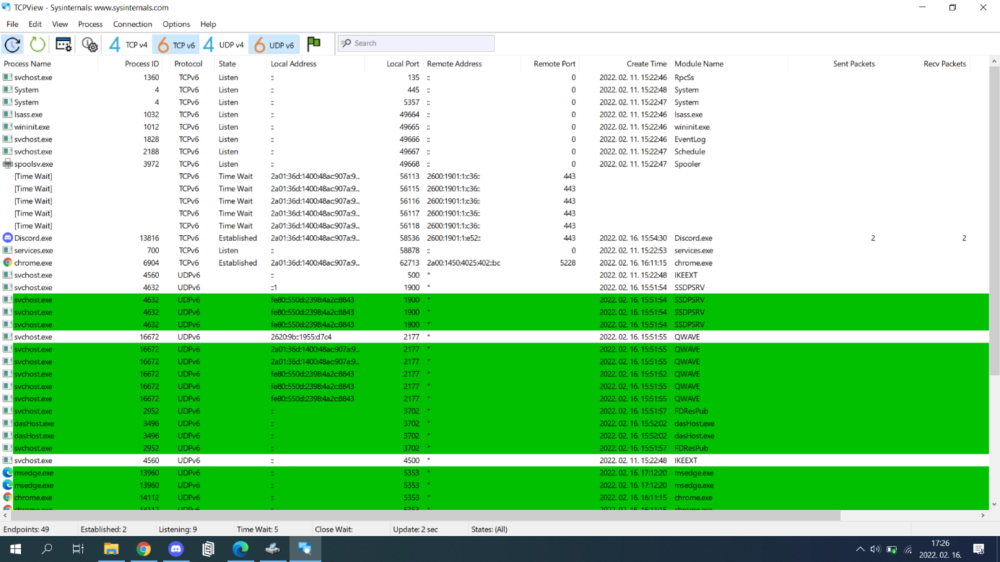 TCPView - Sysinternals: www.sysinternals.com
File Edit View Process Connection Options Help
4 TCP v4 6 TCP v6 4 UDP v4 6 UDP v6 Search
Process Name Process ID Protocol State Local Address Local Port Remote Address Remote Port Create Time Module Name Sent Packets Recv Packets
svchost.exe 1360 TCPv6 Listen :: 135 :: 0 2022. 02. 11. 15:22:46 RpcSs
System 4 TCPv6 Listen :: 445 :: 0 2022. 02. 11. 15:22:48 System
System 4 TCPv6 Listen :: 5357 :: 0 2022. 02. 11. 15:22:47 System
lsass.exe 1032 TCPv6 Listen :: 49664 :: 0 2022. 02. 11. 15:22:46 lsass.exe
wininit.exe 1012 TCPv6 Listen :: 49665 :: 0 2022. 02. 11. 15:22:46 wininit.exe
svchost.exe 1828 TCPv6 Listen :: 49666 :: 0 2022. 02. 11. 15:22:46 EventLog
svchost.exe 2188 TCPv6 Listen :: 49667 :: 0 2022. 02. 11. 15:22:47 Schedule
spoolsv.exe 3972 TCPv6 Listen :: 49668 :: 0 2022. 02. 11. 15:22:47 Spooler
[Time Wait] TCPv6 Time Wait 2a01:36d:1400:48ac:907a:9... 56113 2600:1901:1:c36:: 443
[Time Wait] TCPv6 Time Wait 2a01:36d:1400:48ac:907a:9... 56115 2600:1901:1:c36:: 443
[Time Wait] TCPv6 Time Wait 2a01:36d:1400:48ac:907a:9... 56116 2600:1901:1:c36:: 443
[Time Wait] TCPv6 Time Wait 2a01:36d:1400:48ac:907a:9... 56117 2600:1901:1:c36:: 443
[Time Wait] TCPv6 Time Wait 2a01:36d:1400:48ac:907a:9... 56118 2600:1901:1:c36:: 443
Discord.exe 13816 TCPv6 Established 2a01:36d:1400:48ac:907a:9... 58536 2600:1901:1:e52:: 443 2022. 02. 16. 15:54:30 Discord.exe 2 2
services.exe 700 TCPv6 Listen :: 58878 :: 0 2022. 02. 11. 15:22:53 services.exe
chrome.exe 6904 TCPv6 Established 2a01:36d:1400:48ac:907a:9... 62713 2a00:1450:4025:402::bc 5228 2022. 02. 16. 16:11:15 chrome.exe
svchost.exe 4560 UDPv6 :: 500 * 2022. 02. 11. 15:22:48 IKEEXT
svchost.exe 4632 UDPv6 ::1 1900 * 2022. 02. 16. 15:51:54 SSDPSRV
svchost.exe 4632 UDPv6 fe80::550d:2398:4a2c:8843 1900 * 2022. 02. 16. 15:51:54 SSDPSRV
svchost.exe 4632 UDPv6 fe80::550d:2398:4a2c:8843 1900 * 2022. 02. 16. 15:51:54 SSDPSRV
svchost.exe 4632 UDPv6 fe80::550d:2398:4a2c:8843 1900 * 2022. 02. 16. 15:51:54 SSDPSRV
svchost.exe 16672 UDPv6 2620:9b::1955:d7c4 2177 * 2022. 02. 16. 15:51:55 QWAVE
svchost.exe 16672 UDPv6 2a01:36d:1400:48ac:907a:9... 2177 * 2022. 02. 16. 15:51:55 QWAVE
svchost.exe 16672 UDPv6 2a01:36d:1400:48ac:907a:9... 2177 * 2022. 02. 16. 15:51:55 QWAVE
svchost.exe 16672 UDPv6 fe80::550d:2398:4a2c:8843 2177 * 2022. 02. 16. 15:51:52 QWAVE
svchost.exe 16672 UDPv6 fe80::550d:2398:4a2c:8843 2177 * 2022. 02. 16. 15:51:55 QWAVE
svchost.exe 16672 UDPv6 fe80::550d:2398:4a2c:8843 2177 * 2022. 02. 16. 15:51:55 QWAVE
svchost.exe 2952 UDPv6 :: 3702 * 2022. 02. 16. 15:51:57 FDResPub
dasHost.exe 3496 UDPv6 :: 3702 * 2022. 02. 16. 15:52:02 dasHost.exe
dasHost.exe 3496 UDPv6 :: 3702 * 2022. 02. 16. 15:52:02 dasHost.exe
svchost.exe 2952 UDPv6 :: 3702 * 2022. 02. 16. 15:51:57 FDResPub
svchost.exe 4560 UDPv6 :: 4500 * 2022. 02. 11. 15:22:48 IKEEXT
msedge.exe 13960 UDPv6 :: 5353 * 2022. 02. 16. 17:12:20 msedge.exe
msedge.exe 13960 UDPv6 :: 5353 * 2022. 02. 16. 17:12:20 msedge.exe
chrome.exe 14112 UDPv6 :: 5353 * 2022. 02. 16. 16:11:15 chrome.exe
chrome.exe 14112 UDPv6 :: 5353 * 2022. 02. 16. 16:11:15 chrome.exe
Endpoints: 49 Established: 2 Listening: 9 Time Wait: 5 Close Wait: Update: 2 sec States: (All)
17:26
2022. 02. 16.